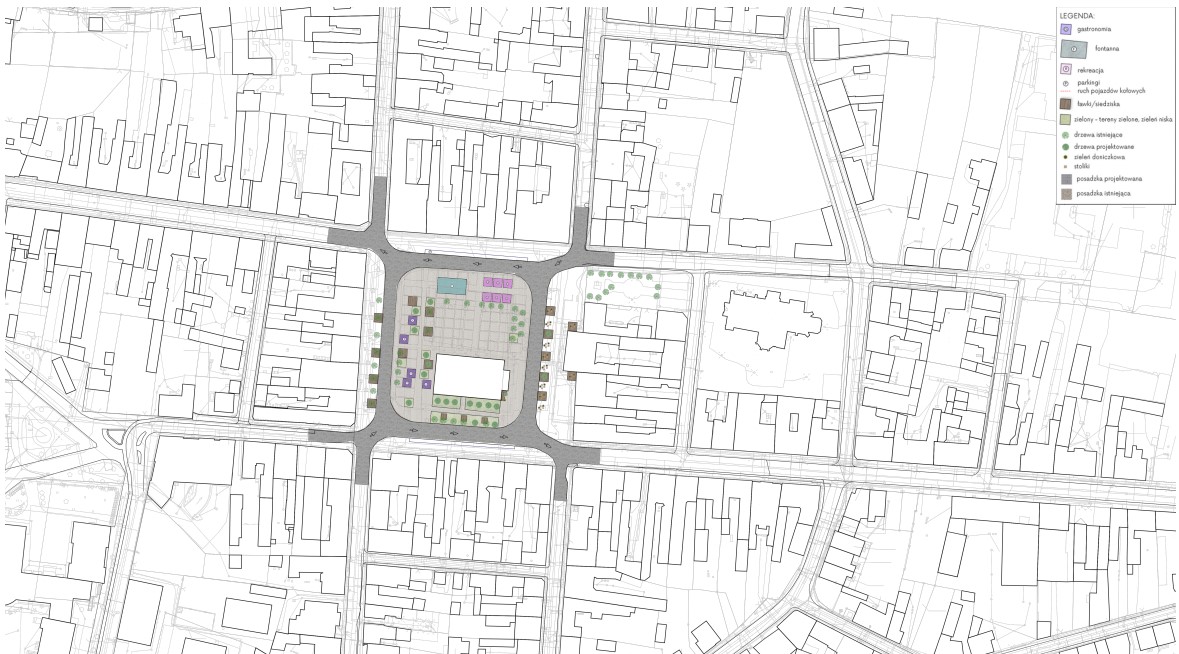 LEGENDA:
gastronomia
fontanna
rekreacja
parkingi
ruch pojazdów kołowych
ławki/siedziska
zielony - tereny zielone, zieleń niska
drzewa istniejące
drzewa projektowane
zieleń doniczkowa
stoliki
posadzka projektowana
posadzka istniejąca